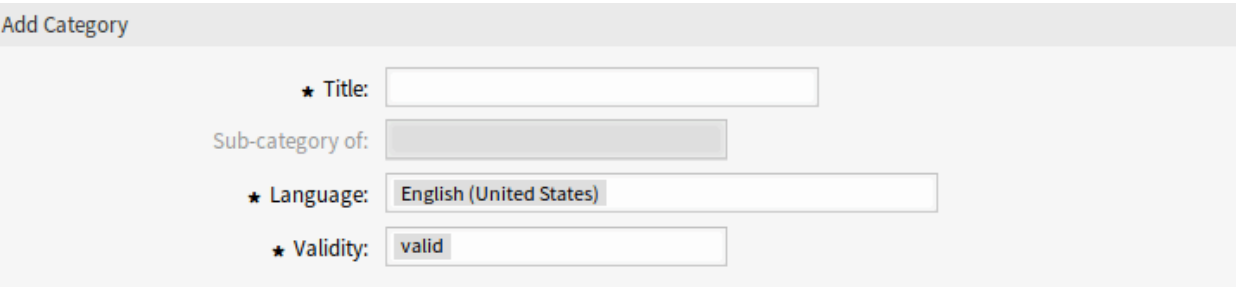 Add Category
★ Title:
Sub-category of:
★ Language: English (United States)
★ Validity: valid